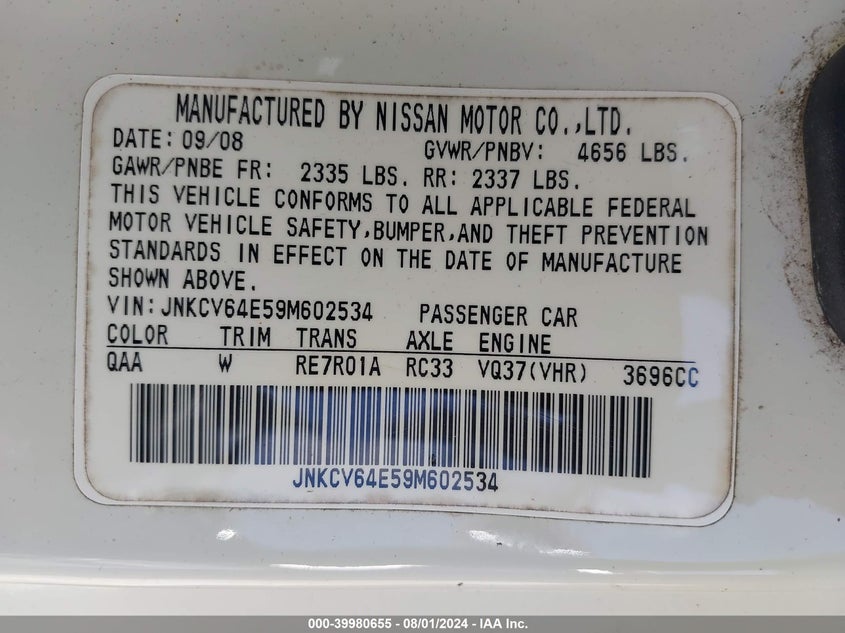 MANUFACTURED BY NISSAN MOTOR CO.,LTD.
DATE: 09/08 GVWR/PNBV: 4656 LBS.
GAWR/PNBE FR: 2335 LBS. RR: 2337 LBS.
THIS VEHICLE CONFORMS TO ALL APPLICABLE FEDERAL
MOTOR VEHICLE SAFETY,BUMPER,AND THEFT PREVENTION
STANDARDS IN EFFECT ON THE DATE OF MANUFACTURE
SHOWN ABOVE.
VIN:JNKCV64E59M602534 PASSENGER CAR
COLOR TRIM TRANS AXLE ENGINE
QAA W RE7R01A RC33 VQ37(VHR) 3696CC
JNKCV64E59M602534
000-39980655 - 08/01/2024 - IAA Inc.